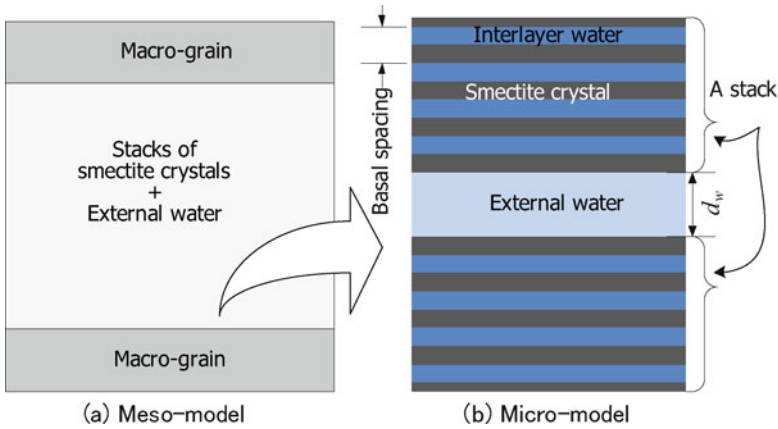 Macro-grain
Stacks of
smectite crystals
+
External water
Macro-grain
(a) Meso-model
Basal spacing
Interlayer water
Smectite crystal
A stack
External water
d_w
(b) Micro-model